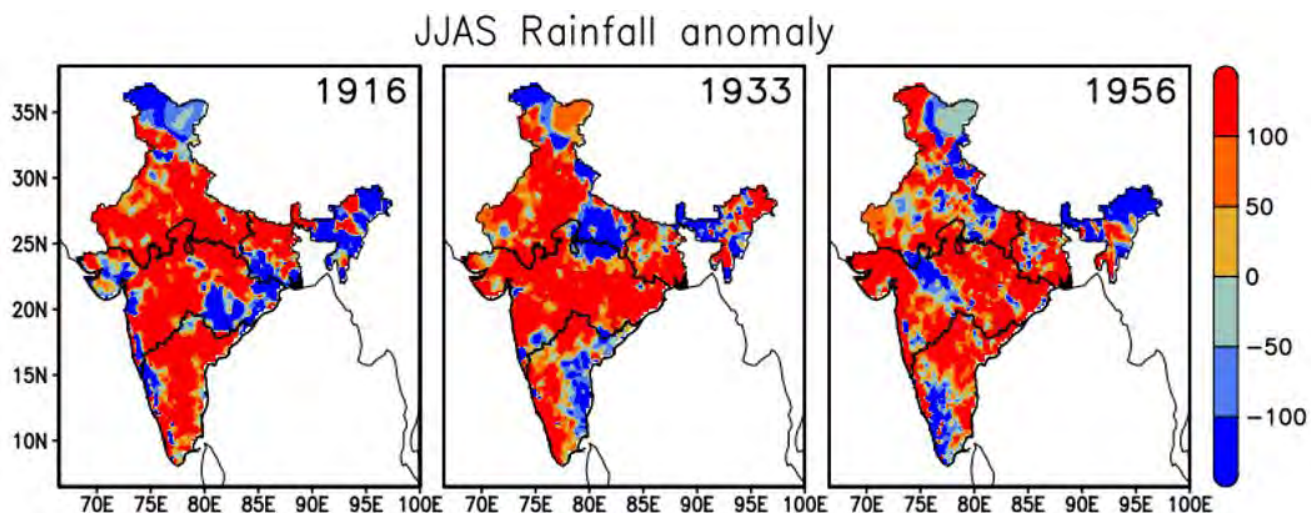 JJAS Rainfall anomaly
1916 1933 1956
35N
30N
25N
20N
15N
10N
100
50
0
−50
−100
70E 75E 80E 85E 90E 95E 100E 70E 75E 80E 85E 90E 95E 100E 70E 75E 80E 85E 90E 95E 100E